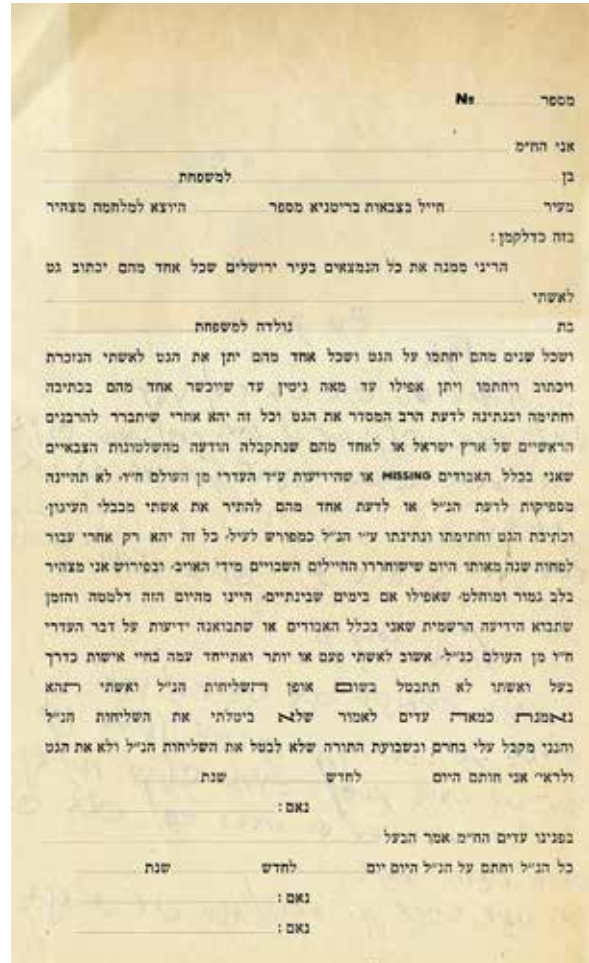 מספר № 
אני החי״מ
בן למשפחת
מעיר חייל בצבאות בריטניא מספר היוצא למלחמה מצהיר
בזה כדלקמן :
הריני ממנה את כל הנמצאים בעיר ירושלים שכל אחד מהם יכתוב גט
לאשתי
בת נולדה למשפחת
ושכל שנים מהם יחתמו על הגט ושכל אחד מהם יתן את הגט לאשתי הנזכרת
ויכתוב ויחתמו ויתן אפילו עד מאה גיטין עד שיוכשר אחד מהם בכתיבה
וחתימה ובנתינה לדעת הרב המסדר את הגט וכל זה יהא אחרי שיתברר להרבנים
הראשיים של ארץ ישראל או לאחד מהם שנתקבלה הודעה מהשלטונות הצבאיים
שאני בכלל האבודים MISSING או שהידיעות ע״ד העדרי מן העולם ח״ו, לא תהיינה
מספיקות לדעת הנ״ל או לדעת אחד מהם להתיר את אשתי מכבלי העיגון,
וכתיבת הגט וחתימתו ונתינתו ע״י הנ״ל כמפורש לעיל, כל זה יהא רק אחרי עבור
לפחות שנה מאותו היום שישוחררו החיילים השבויים מידי האויב, ובפירוש אני מצהיר
בלב גמור ומוחלט, שאפילו אם בימים שבינתיים, היינו מהיום הזה דלמטה והזמן
שתבוא הידיעה הרשמית שאני בכלל האבודים או שתבואנה ידיעות על דבר העדרי
ח״ו מן העולם כנ״ל, אשוב לאשתי פעם או יותר ואתייחד עמה בחיי אישות כדרך
בעל ואשתו לא תתבטל בשום אופן השליחות הנ״ל ואשתי תהא
נאמנת כמאה עדים לאמור שלא ביטלתי את השליחות הנ״ל
והנני מקבל עלי בחרם ובשבועת התורה שלא לבטל את השליחות הנ״ל ולא את הגט
ולראי׳ אני חותם היום לחדש שנת
נאם :
בפנינו עדים החי״מ אמר הבעל
כל הנ״ל וחתם על הנ״ל היום יום לחדש שנת
נאם :
נאם :